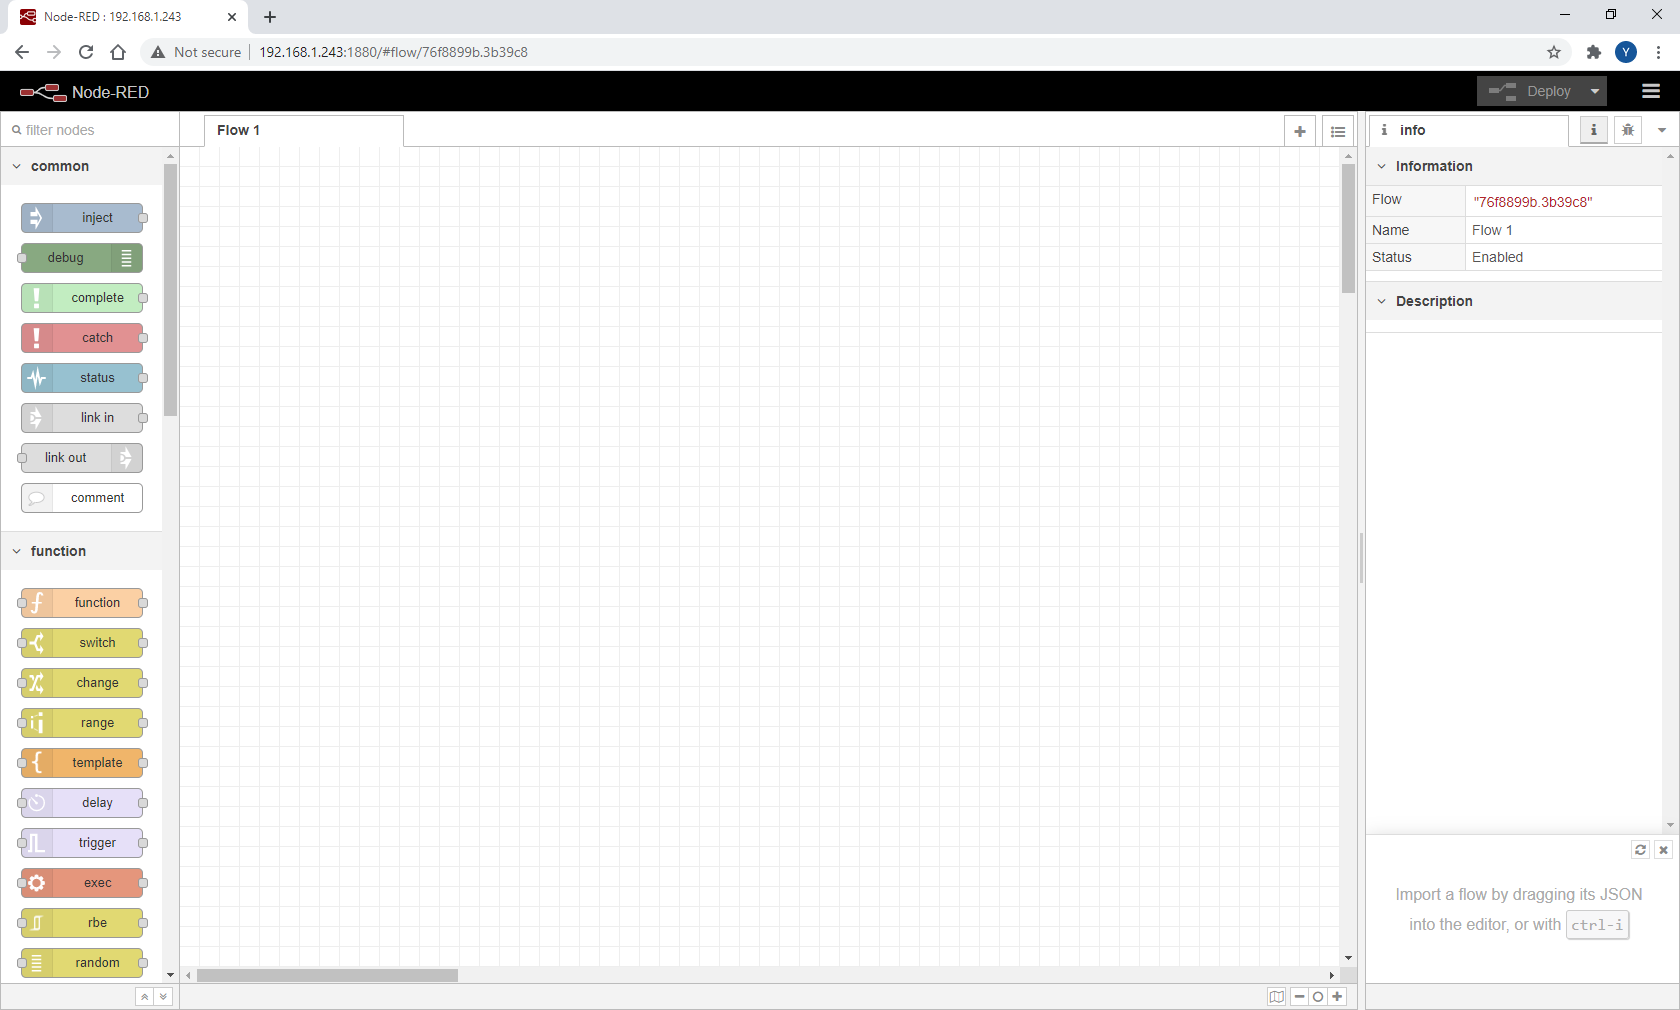 Node-RED : 192.168.1.243
Not secure
192.168.1.243:1880/#flow/76f8899b.3b39c8
Y
Node-RED
Deploy
filter nodes
Flow 1
i info
i
common
inject
debug
complete
catch
status
link in
link out
comment
function
function
switch
change
range
template
delay
trigger
exec
rbe
random
Information
Flow "76f8899b.3b39c8"
Name Flow 1
Status Enabled
Description
Import a flow by dragging its JSON
into the editor, or with ctrl-i